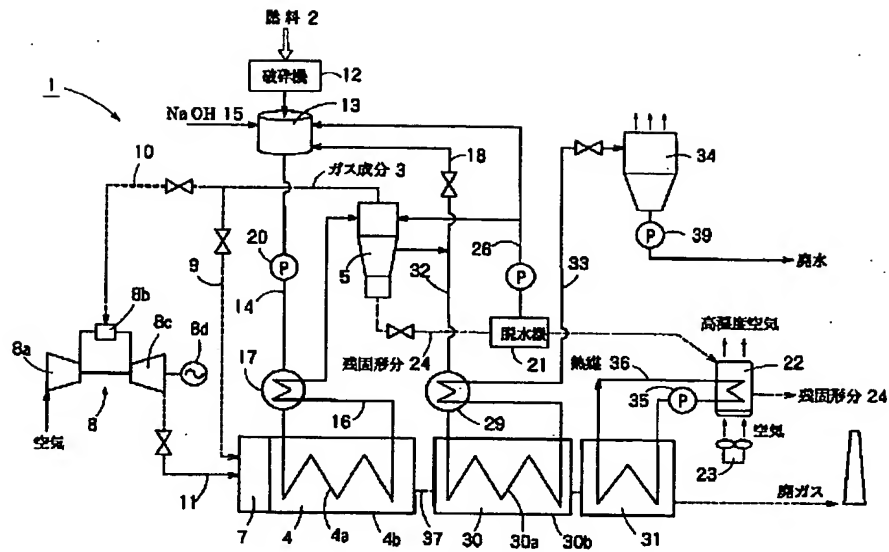 燃料 2
破砕機
12
1
NaOH 15
13
10
ガス成分 3
18
34
20
P
5
26
P
39
9
32
33
廃水
8b
14
P
8a
8c
8d
脱水機
高湿度空気
21
17
残固形分
24
熱媒 36
22
35
P
残固形分 24
8
16
29
空気
空気
23
11
廃ガス
7
4
4a
4b
37
30
30a
30b
31